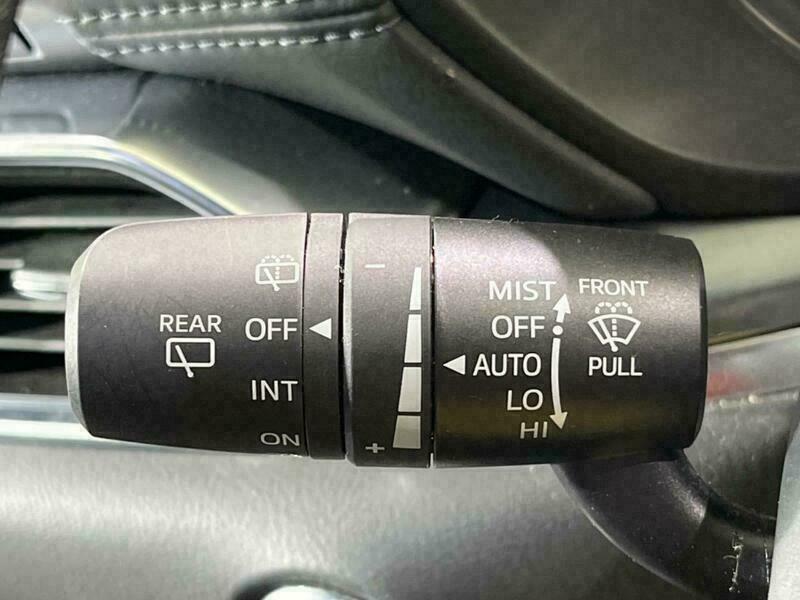 REAR
OFF
INT
ON
−
+
MIST
OFF
AUTO
LO
HI
FRONT
PULL